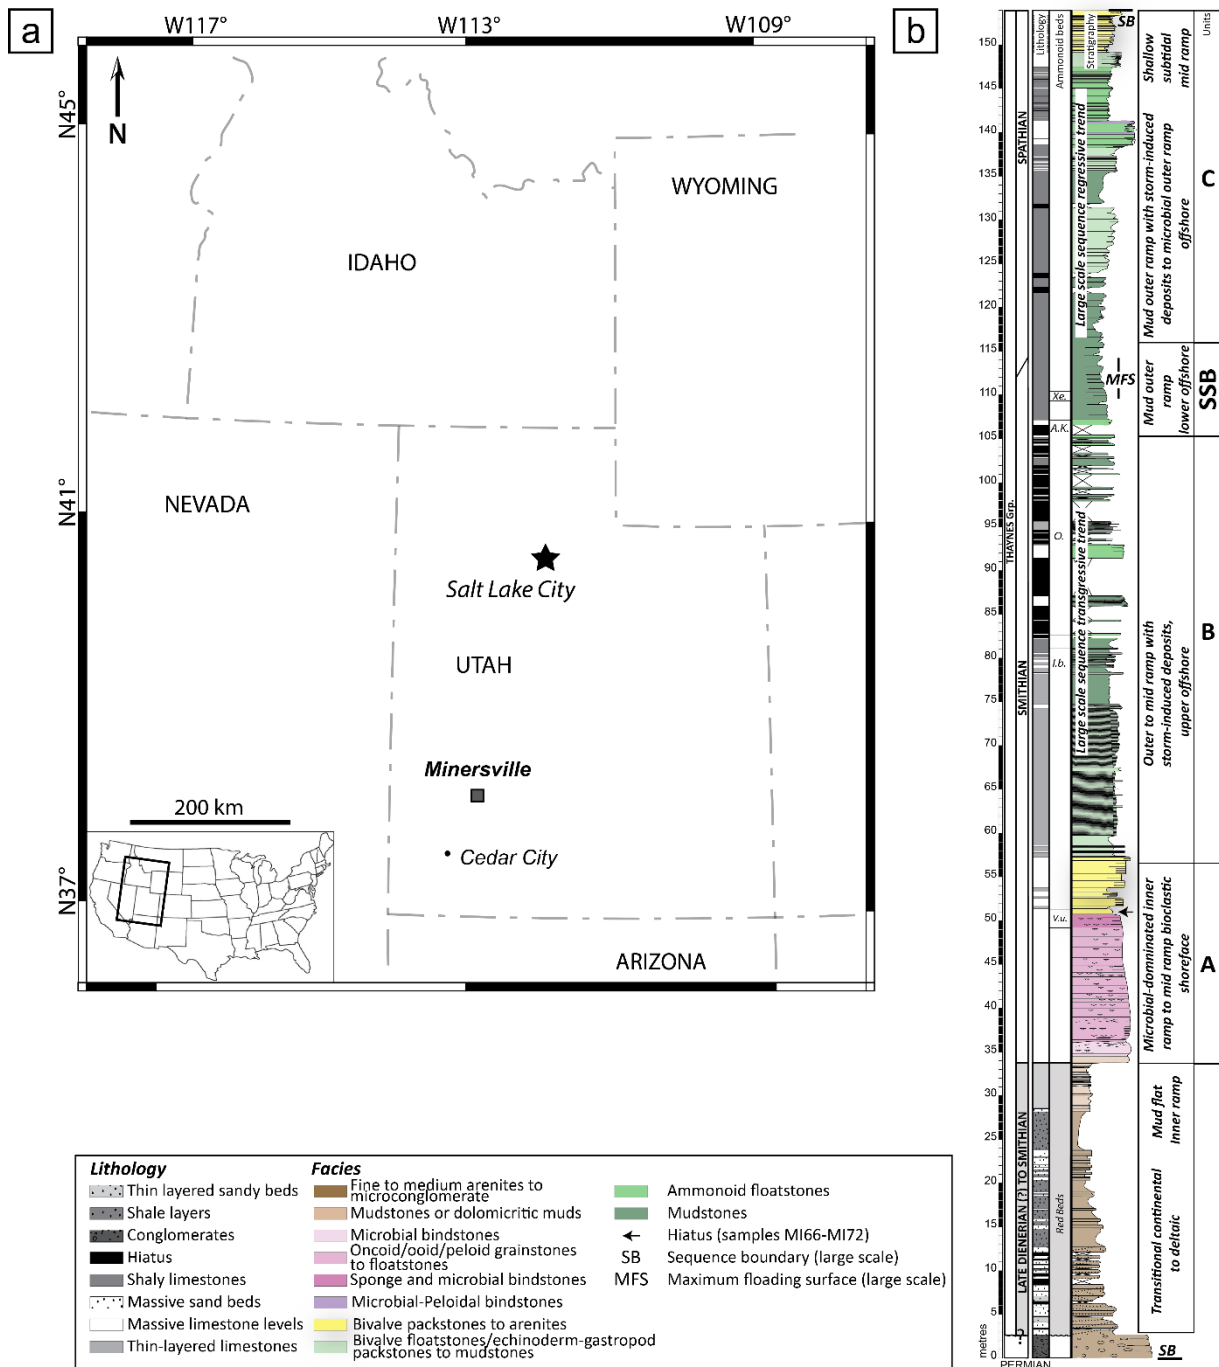 a
W117°
W113°
W109°
N45°
N41°
N37°
N
WYOMING
IDAHO
NEVADA
Salt Lake City
UTAH
Minersville
200 km
Cedar City
ARIZONA
b
Lithology
Ammonoid beds
Stratigraphy
Units
SB
150
145
140
135
130
125
120
115
110
105
100
95
90
85
80
75
70
65
60
55
50
45
40
35
30
25
20
15
10
5
0
metres
PERMIAN
LATE DIENERIAN (?) TO SMITHIAN
SMITHIAN
SPATHIAN
THAYNES Grp.
?
Red Beds
V.u.
I.b.
O.
A.K.
Xe.
Large scale sequence regressive trend
Large scale sequence transgressive trend
MFS
SB
Shallow
subtidal
mid ramp
Mud outer ramp with storm-induced
deposits to microbial outer ramp
offshore
C
Mud outer
ramp
lower offshore
SSB
Outer to mid ramp with
storm-induced deposits,
upper offshore
B
Microbial-domninated inner
ramp to mid ramp bioclastic
shoreface
A
Mud flat
Inner ramp
Transitional continental
to deltaic
Lithology
Thin layered sandy beds
Shale layers
Conglomerates
Hiatus
Shaly limestones
Massive sand beds
Massive limestone levels
Thin-layered limestones
Facies
Fine to medium arenites to
microconglomerate
Mudstones or dolomicritic muds
Microbial bindstones
Oncoid/ooid/peloid grainstones
to floatstones
Sponge and microbial bindstones
Microbial-Peloidal bindstones
Bivalve packstones to arenites
Bivalve floatstones/echinoderm-gastropod
packstones to mudstones
Ammonoid floatstones
Mudstones
Hiatus (samples MI66-MI72)
SB Sequence boundary (large scale)
MFS Maximum floading surface (large scale)